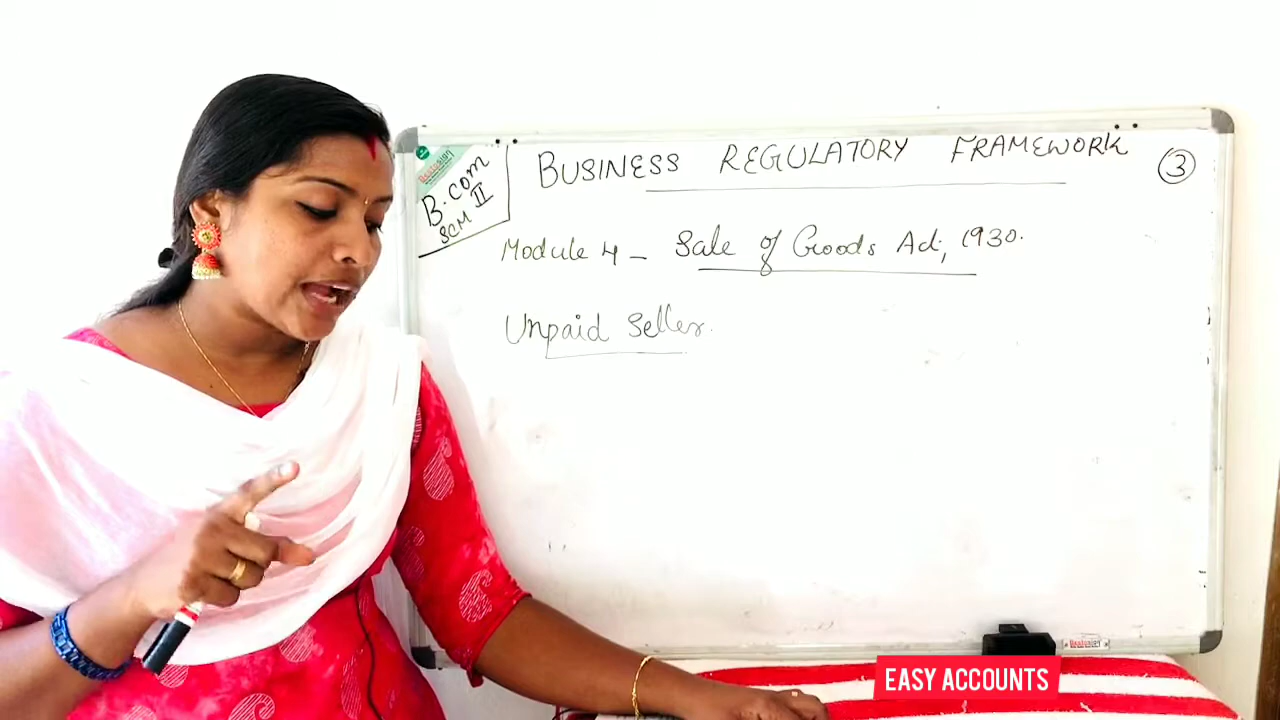 B.com
SEM II
BUSINESS REGULATORY FRAMEWORK
3
Module 4 - Sale of Goods Act, 1930.
Unpaid Seller.
EASY ACCOUNTS